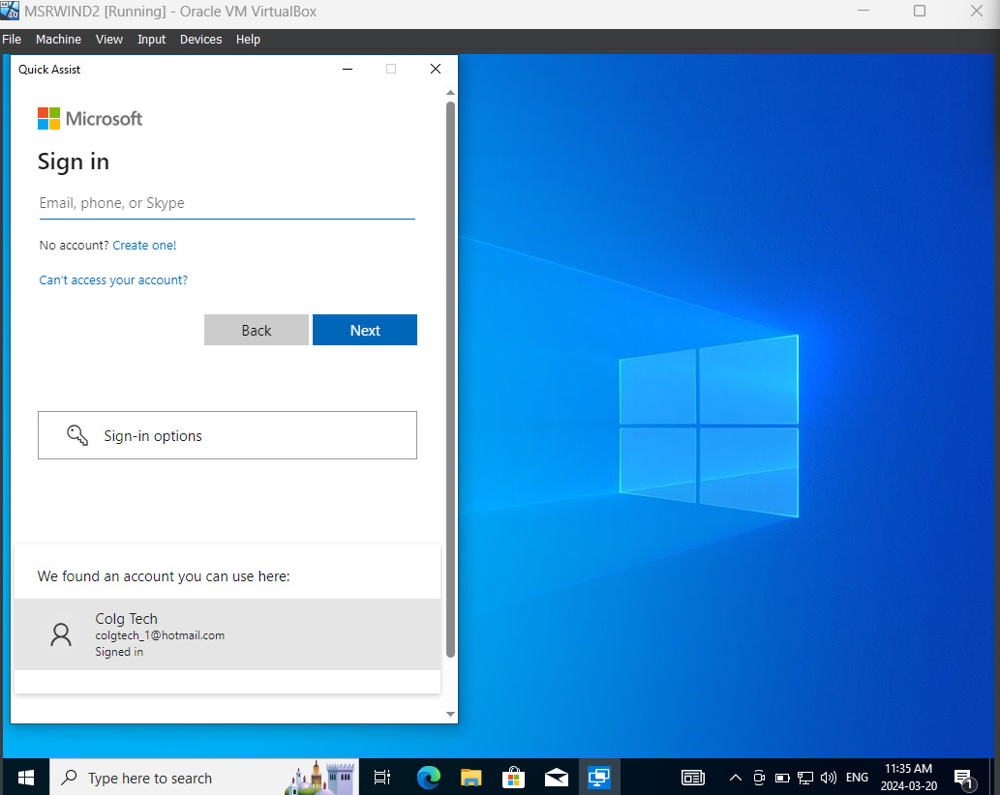 MSRWIND2 [Running] - Oracle VM VirtualBox
File Machine View Input Devices Help
Quick Assist
Microsoft
Sign in
Email, phone, or Skype
No account? Create one!
Can't access your account?
Back Next
Sign-in options
We found an account you can use here:
Colg Tech
colgtech_1@hotmail.com
Signed in
Type here to search
ENG
11:35 AM
2024-03-20
1